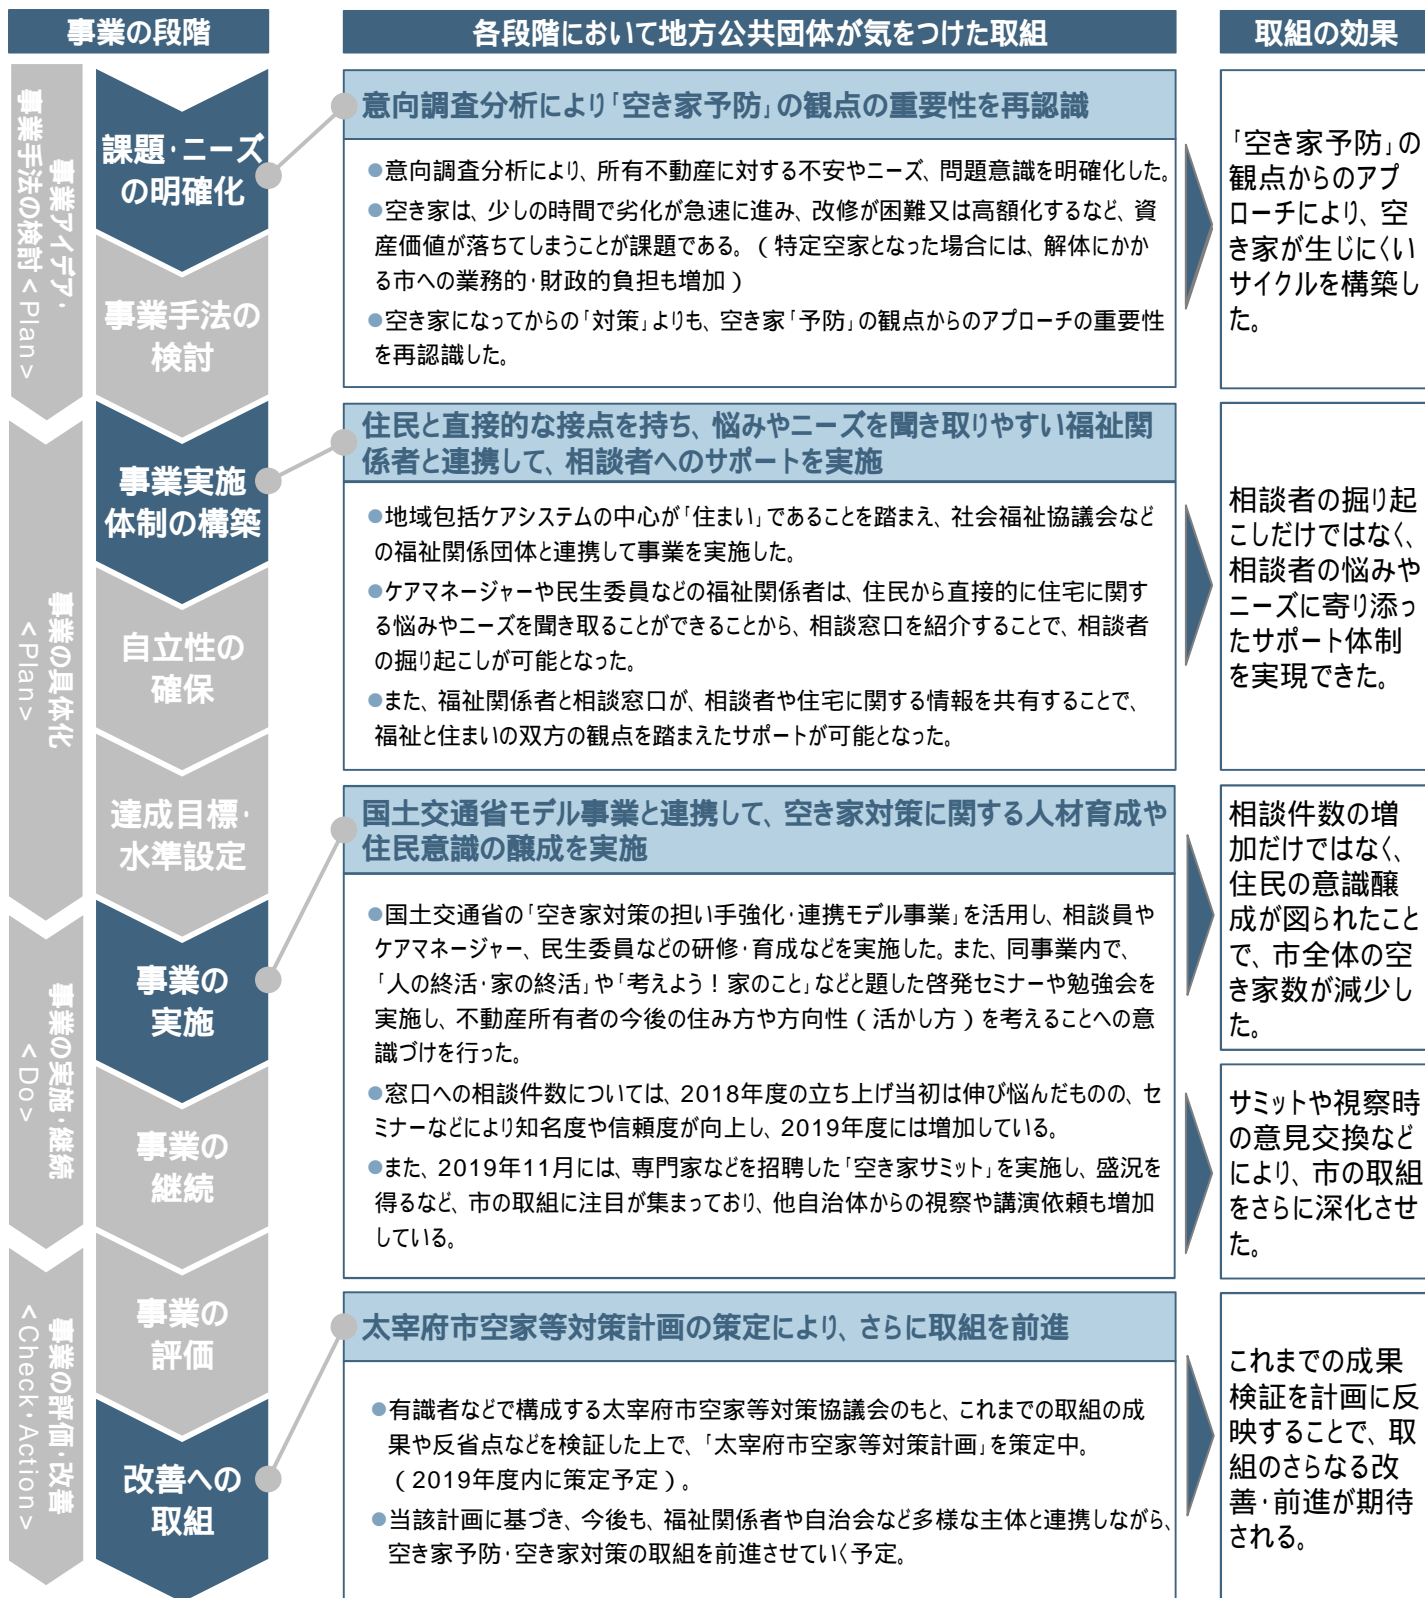 事業の段階
各段階において地方公共団体が気をつけた取組
取組の効果
事業アイデア・
事業手法の検討＜Plan＞
課題・ニーズ
の明確化
事業手法の
検討
意向調査分析により「空き家予防」の観点の重要性を再認識
●意向調査分析により、所有不動産に対する不安やニーズ、問題意識を明確化した。
●空き家は、少しの時間で劣化が急速に進み、改修が困難又は高額化するなど、資
産価値が落ちてしまうことが課題である。（特定空家となった場合には、解体にかか
る市への業務的・財政的負担も増加）
●空き家になってからの「対策」よりも、空き家「予防」の観点からのアプローチの重要性
を再認識した。
「空き家予防」の
観点からのアプ
ローチにより、空
き家が生じにくい
サイクルを構築し
た。
事業の具体化
＜Plan＞
事業実施
体制の構築
自立性の
確保
達成目標・
水準設定
住民と直接的な接点を持ち、悩みやニーズを聞き取りやすい福祉関
係者と連携して、相談者へのサポートを実施
●地域包括ケアシステムの中心が「住まい」であることを踏まえ、社会福祉協議会など
の福祉関係団体と連携して事業を実施した。
●ケアマネージャーや民生委員などの福祉関係者は、住民から直接的に住宅に関す
る悩みやニーズを聞き取ることができることから、相談窓口を紹介することで、相談者
の掘り起こしが可能となった。
●また、福祉関係者と相談窓口が、相談者や住宅に関する情報を共有することで、
福祉と住まいの双方の観点を踏まえたサポートが可能となった。
相談者の掘り起
こしだけではなく、
相談者の悩みや
ニーズに寄り添っ
たサポート体制
を実現できた。
事業の実施・継続
＜Do＞
事業の
実施
事業の
継続
国土交通省モデル事業と連携して、空き家対策に関する人材育成や
住民意識の醸成を実施
●国土交通省の「空き家対策の担い手強化・連携モデル事業」を活用し、相談員や
ケアマネージャー、民生委員などの研修・育成などを実施した。また、同事業内で、
「人の終活・家の終活」や「考えよう！家のこと」などと題した啓発セミナーや勉強会を
実施し、不動産所有者の今後の住み方や方向性（活かし方）を考えることへの意
識づけを行った。
●窓口への相談件数については、2018年度の立ち上げ当初は伸び悩んだものの、セ
ミナーなどにより知名度や信頼度が向上し、2019年度には増加している。
●また、2019年11月には、専門家などを招聘した「空き家サミット」を実施し、盛況を
得るなど、市の取組に注目が集まっており、他自治体からの視察や講演依頼も増加
している。
相談件数の増
加だけではなく、
住民の意識醸
成が図られたこと
で、市全体の空
き家数が減少し
た。
サミットや視察時
の意見交換など
により、市の取組
をさらに深化させ
た。
事業の評価・改善
＜Check・Action＞
事業の
評価
改善への
取組
太宰府市空家等対策計画の策定により、さらに取組を前進
●有識者などで構成する太宰府市空家等対策協議会のもと、これまでの取組の成
果や反省点などを検証した上で、「太宰府市空家等対策計画」を策定中。
（2019年度内に策定予定）。
●当該計画に基づき、今後も、福祉関係者や自治会など多様な主体と連携しながら、
空き家予防・空き家対策の取組を前進させていく予定。
これまでの成果
検証を計画に反
映することで、取
組のさらなる改
善・前進が期待
される。